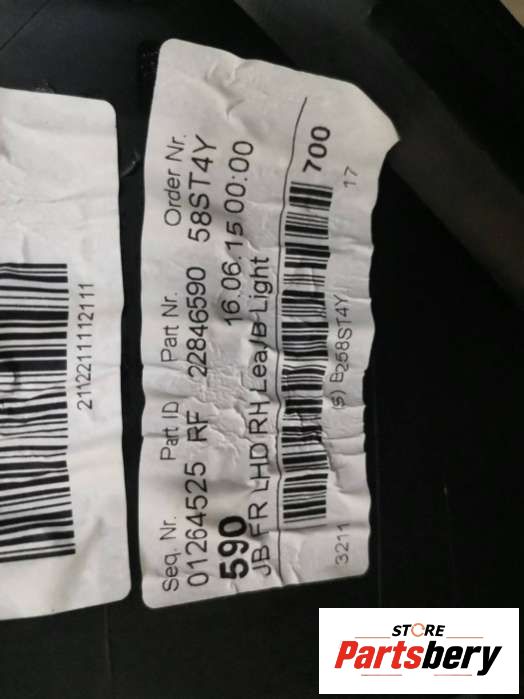 Seq. Nr. Part ID Part Nr. Order Nr.
01264525 RF 22846590 58ST4Y
590 16.06.15 00:00
JB FR LHD RH Lea/B-Light
700
3211 (s) B258ST4Y 17
2112211112111
STORE
Partsbery